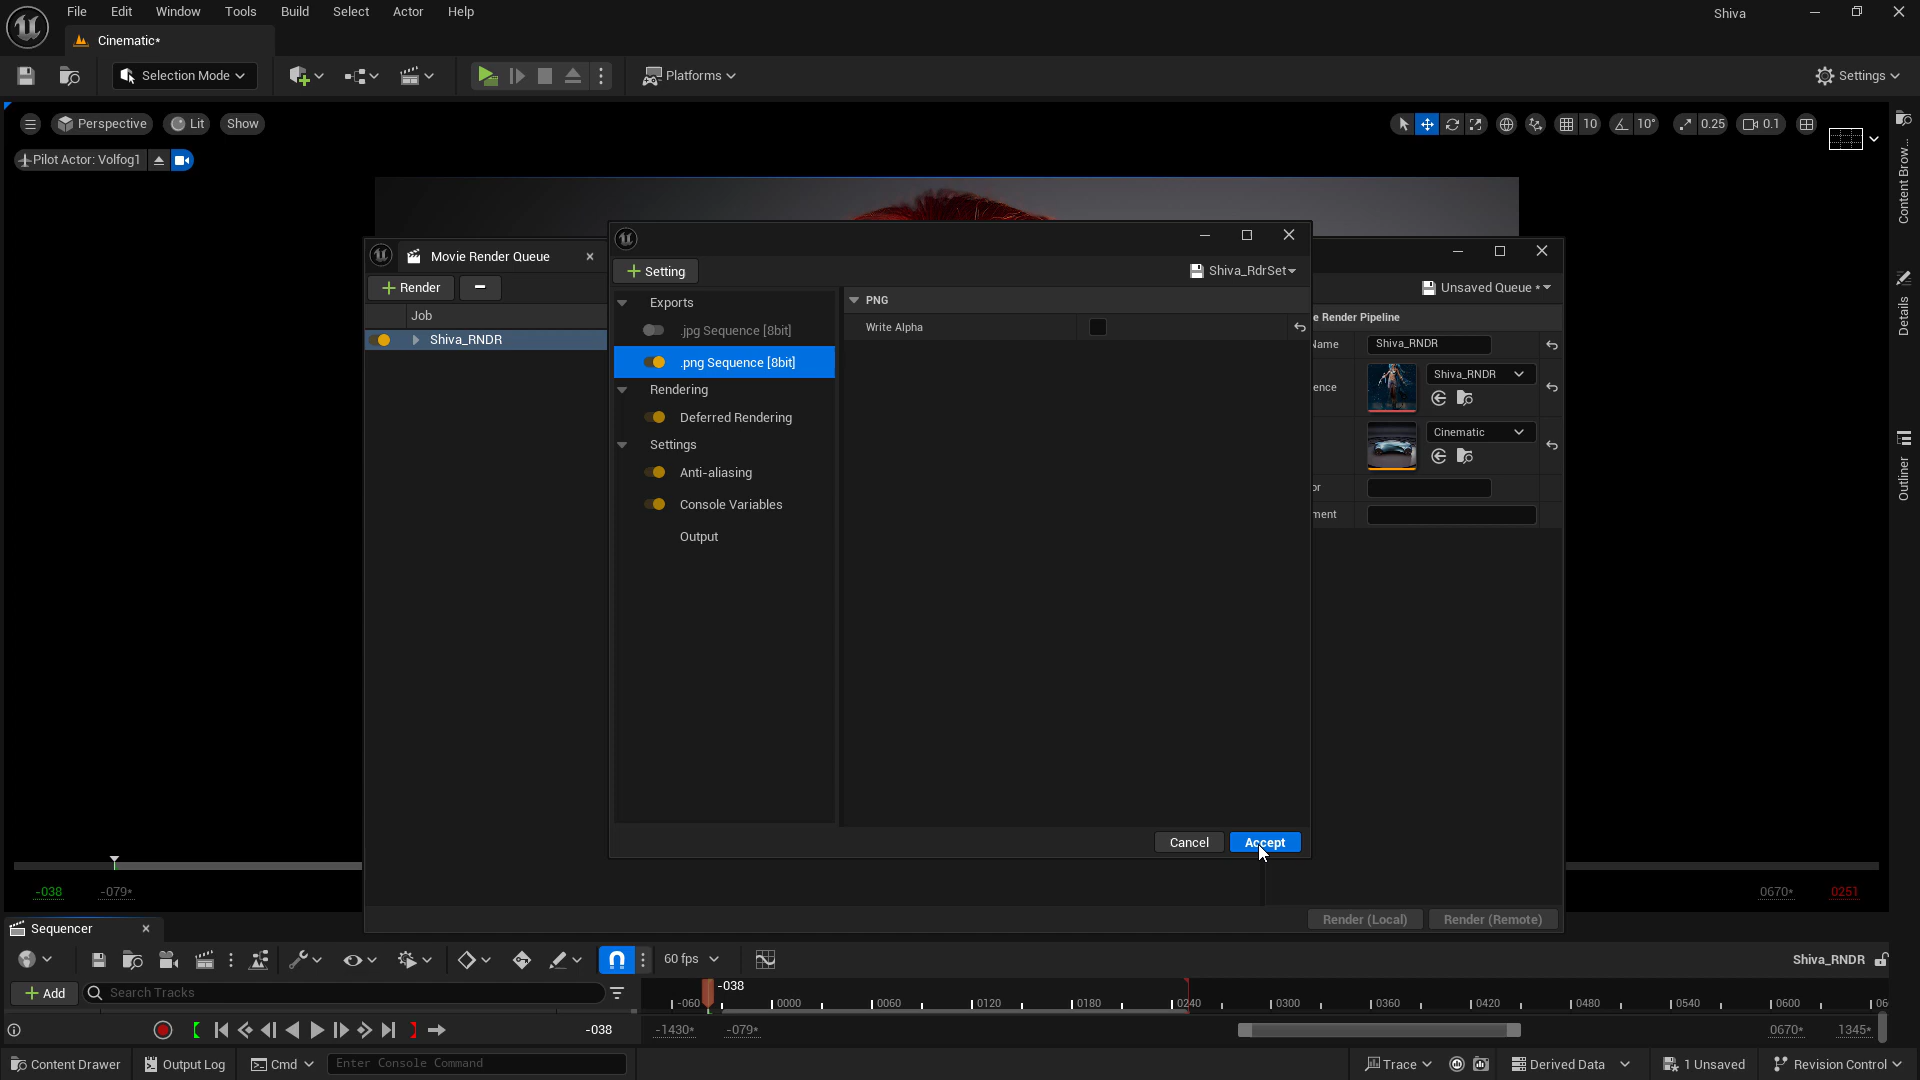 File Edit Window Tools Build Select Actor Help
Shiva
Cinematic*
Selection Mode
Platforms
Settings
Perspective Lit Show
10 10° 0.25 0.1
Pilot Actor: Volfog1
Content Brow...
Details
Outliner
Movie Render Queue
Render
Unsaved Queue *
Job
Shiva_RNDR
Setting
Shiva_RdrSet
Exports
.jpg Sequence [8bit]
.png Sequence [8bit]
Rendering
Deferred Rendering
Settings
Anti-aliasing
Console Variables
Output
PNG
Write Alpha
Cancel Accept
e Render Pipeline
Name Shiva_RNDR
ence Shiva_RNDR
Cinematic
or
ment
Render (Local) Render (Remote)
-038 -079* 0670* 0251
Sequencer
60 fps
Shiva_RNDR
Add Search Tracks
-038
-060 0000 0060 0120 0180 0240 0300 0360 0420 0480 0540 0600 06
-038 -1430* -079* 0670* 1345*
Content Drawer Output Log Cmd Enter Console Command
Trace Derived Data 1 Unsaved Revision Control